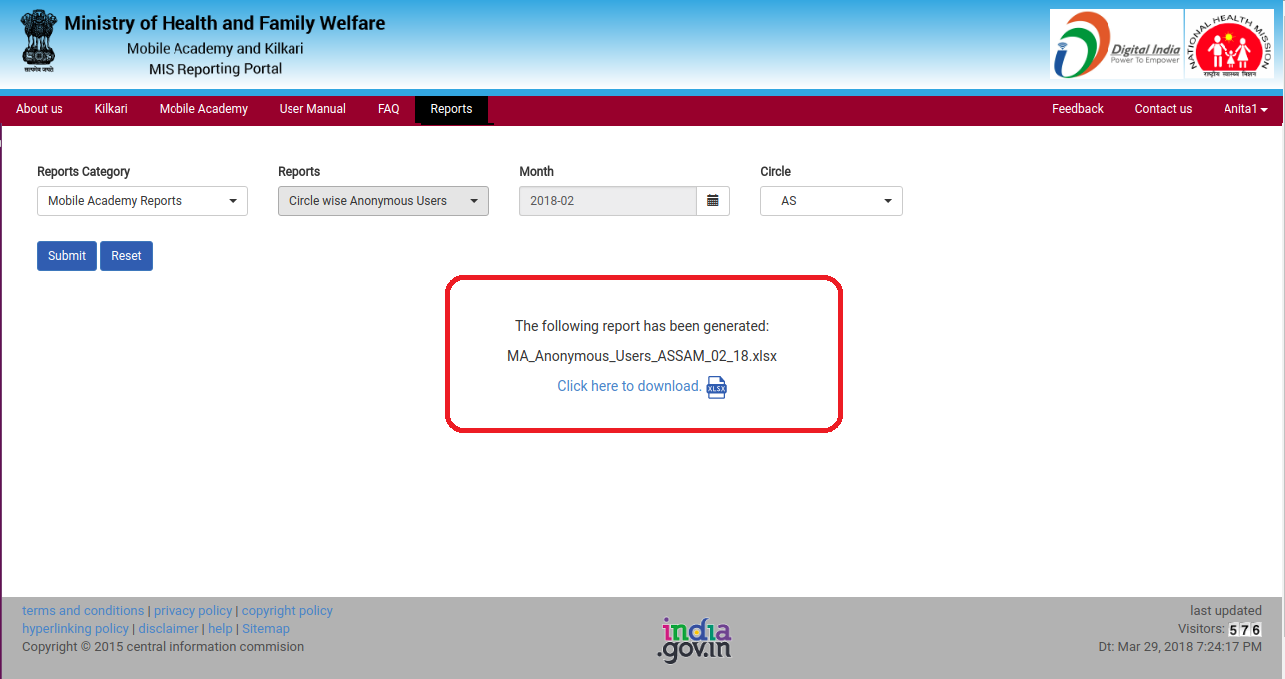 Ministry of Health and Family Welfare
Mobile Academy and Kilkari
MIS Reporting Portal
सत्यमेव जयते
Digital India
Power To Empower
NATIONAL HEALTH MISSION
राष्ट्रीय स्वास्थ्य मिशन
About us Kilkari Mobile Academy User Manual FAQ Reports Feedback Contact us Anita1
Reports Category Reports Month Circle
Mobile Academy Reports Circle wise Anonymous Users 2018-02 AS
Submit Reset
The following report has been generated:
MA_Anonymous_Users_ASSAM_02_18.xlsx
Click here to download. XLSX
terms and conditions | privacy policy | copyright policy
hyperlinking policy | disclaimer | help | Sitemap
Copyright © 2015 central information commision
india
.gov.in
last updated
Visitors: 576
Dt: Mar 29, 2018 7:24:17 PM